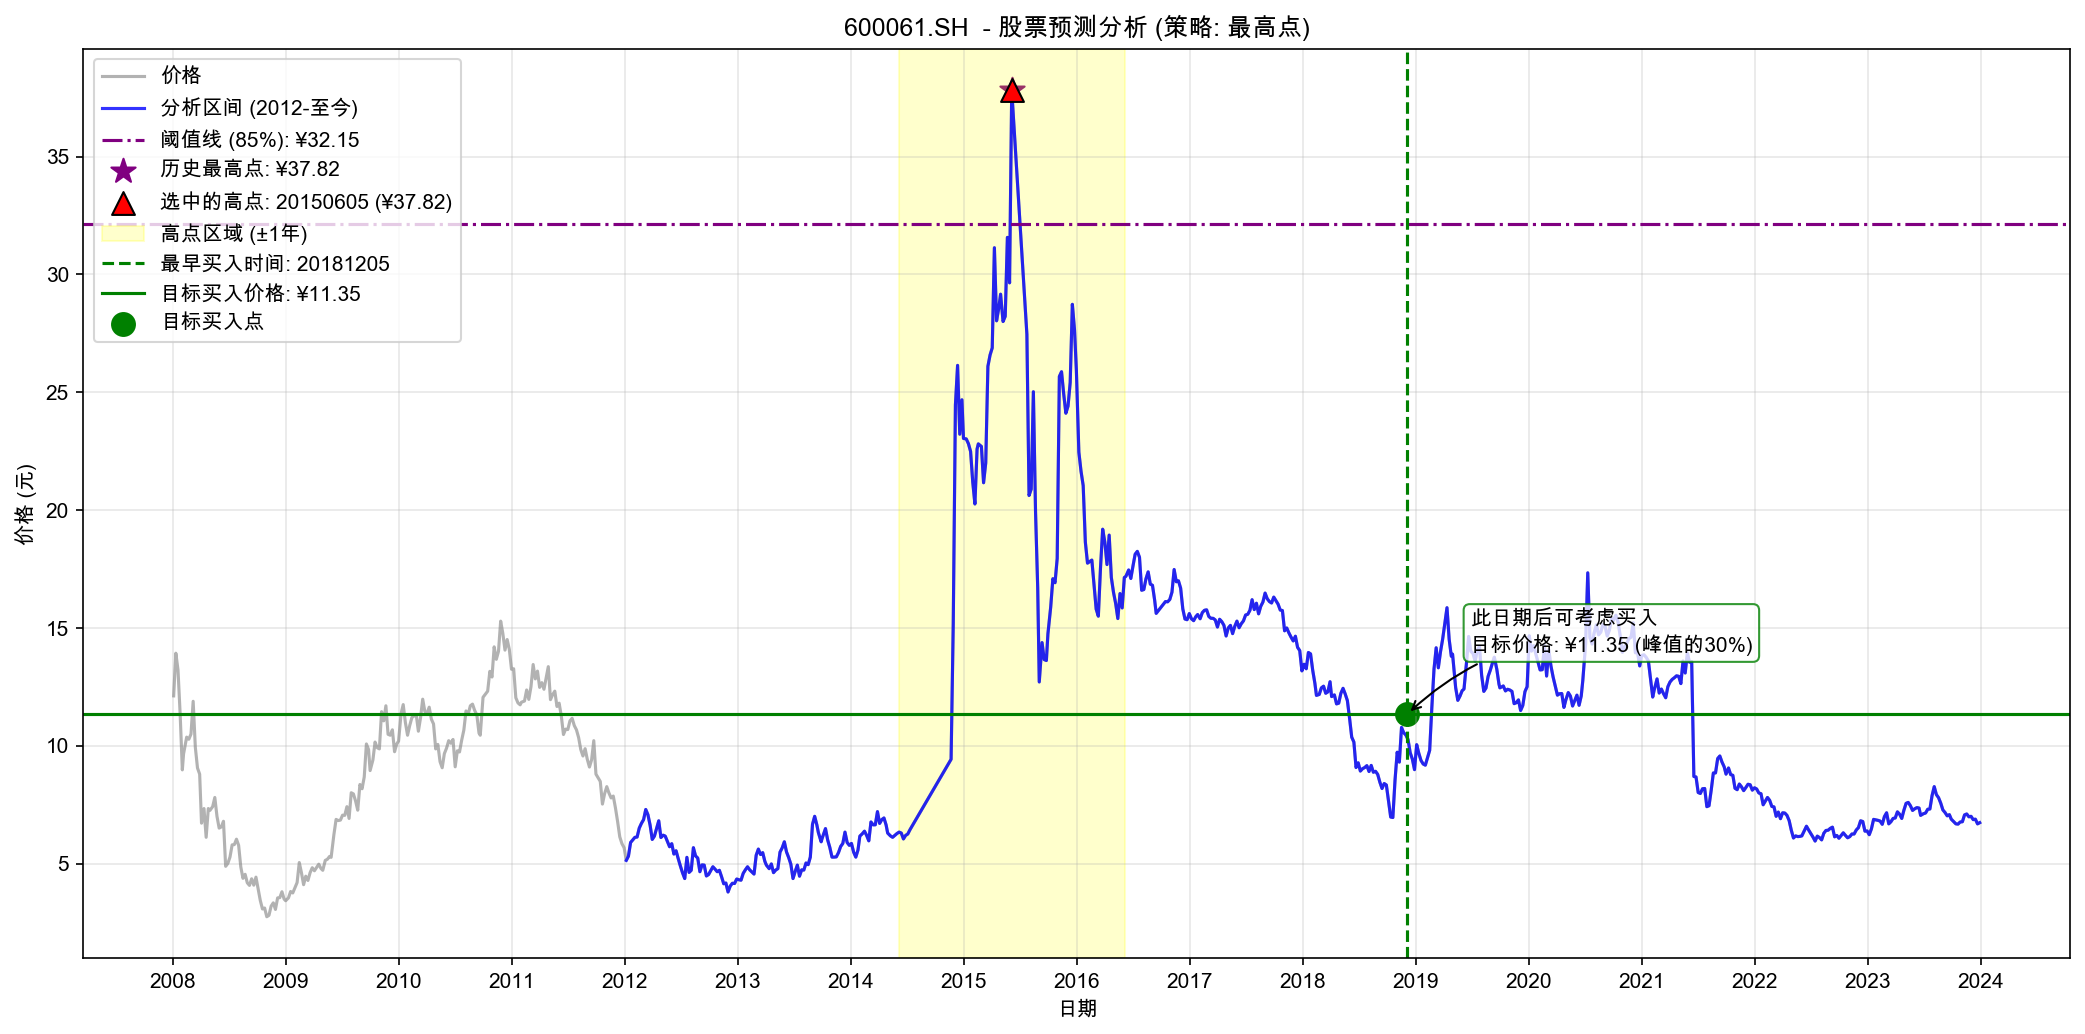 600061.SH - 股票预测分析 (策略: 最高点)
价格
分析区间 (2012-至今)
阈值线 (85%): ¥32.15
历史最高点: ¥37.82
选中的高点: 20150605 (¥37.82)
高点区域 (±1年)
最早买入时间: 20181205
目标买入价格: ¥11.35
目标买入点
此日期后可考虑买入
目标价格: ¥11.35 (峰值的30%)
价格 (元)
35
30
25
20
15
10
5
2008 2009 2010 2011 2012 2013 2014 2015 2016 2017 2018 2019 2020 2021 2022 2023 2024
日期